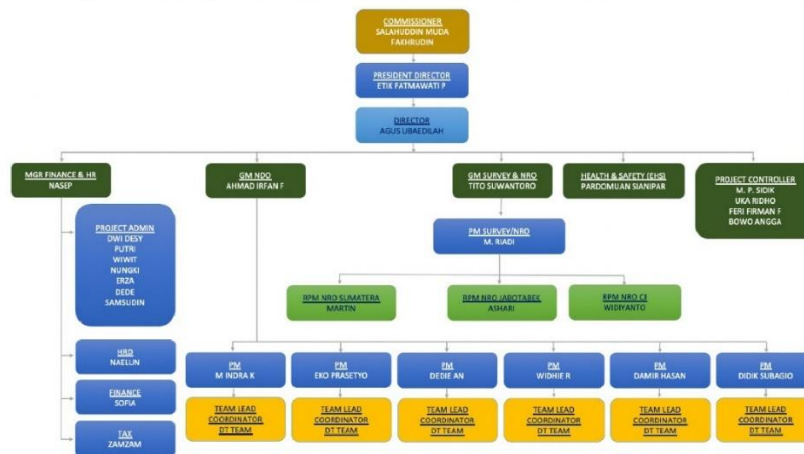 COMMISSIONER
SALAHUDDIN MUDA
FAKHRUDIN
PRESIDENT DIRECTOR
ETIK FATMAWATI P
DIRECTOR
AGUS UBAEDILAH
MGR FINANCE & HR
NASEP
GM NDO
AHMAD IRFAN F
GM SURVEY & NRO
TITO SUWANTORO
HEALTH & SAFETY (EHS)
PARDOMUAN SIANIPAR
PROJECT CONTROLLER
M. P. SIDIK
UKA RIDHO
FERI FIRMAN F
BOWO ANGGA
PROJECT ADMIN
DWI DESY
PUTRI
WIWIT
NUNGKI
ERZA
DEDE
SAMSUDIN
PM SURVEY/NRO
M. RIADI
RPM NRO SUMATERA
MARTIN
RPM NRO JABOTABEK
ASHARI
RPM NRO CJ
WIDIYANTO
HRD
NAELUN
FINANCE
SOFIA
TAX
ZAMZAM
PM
M INDRA K
PM
EKO PRASETYO
PM
DEDIE AN
PM
WIDHIE R
PM
DAMIR HASAN
PM
DIDIK SUBAGIO
TEAM LEAD
COORDINATOR
DT TEAM
TEAM LEAD
COORDINATOR
DT TEAM
TEAM LEAD
COORDINATOR
DT TEAM
TEAM LEAD
COORDINATOR
DT TEAM
TEAM LEAD
COORDINATOR
DT TEAM
TEAM LEAD
COORDINATOR
DT TEAM